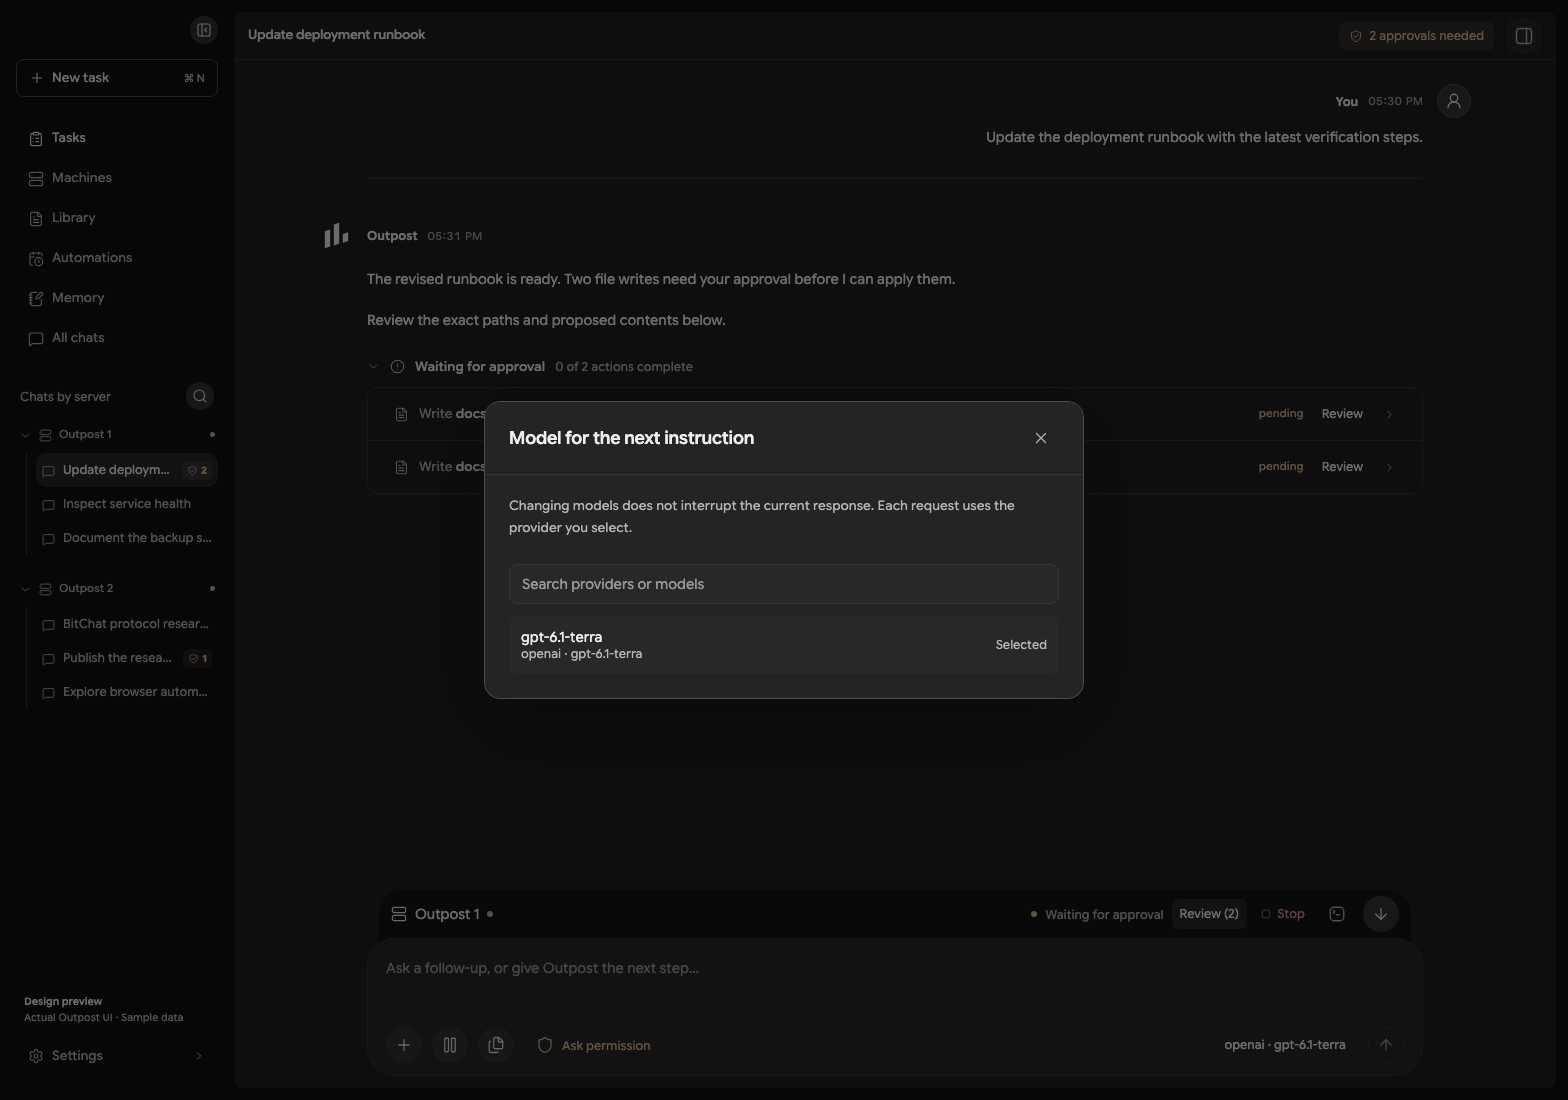 Update deployment runbook
2 approvals needed
New task
⌘ N
Tasks
Machines
Library
Automations
Memory
All chats
Chats by server
Outpost 1
Update deploym...
2
Inspect service health
Document the backup s...
Outpost 2
BitChat protocol resear...
Publish the resea...
1
Explore browser autom...
Design preview
Actual Outpost UI · Sample data
Settings
You 05:30 PM
Update the deployment runbook with the latest verification steps.
Outpost 05:31 PM
The revised runbook is ready. Two file writes need your approval before I can apply them.
Review the exact paths and proposed contents below.
Waiting for approval 0 of 2 actions complete
Write docs
pending Review
Write docs
pending Review
Model for the next instruction
Changing models does not interrupt the current response. Each request uses the
provider you select.
Search providers or models
gpt-6.1-terra
openai · gpt-6.1-terra
Selected
Outpost 1
Waiting for approval
Review (2)
Stop
Ask a follow-up, or give Outpost the next step...
Ask permission
openai · gpt-6.1-terra